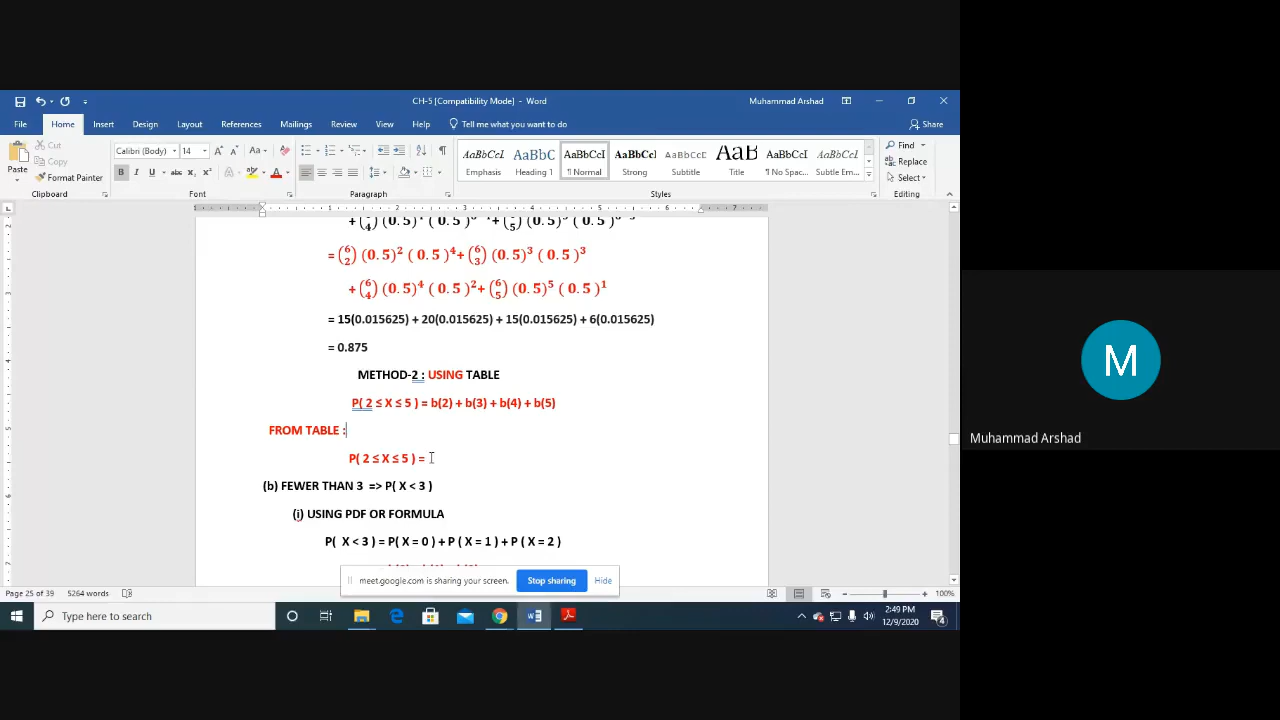 CH-5 [Compatibility Mode] - Word
Muhammad Arshad
File Home Insert Design Layout References Mailings Review View Help Tell me what you want to do Share
Paste Cut Copy Format Painter
Calibri (Body) 14
AaBbCcI AaBbC AaBbCcI AaBbCcI AaBbCcI AaB AaBbCcI AaBbCcI
Emphasis Heading 1 ¶ Normal Strong Subtitle Title ¶ No Spac... Subtle Em...
Find Replace Select
Clipboard Font Paragraph Styles Editing
= (6 2) (0.5)² ( 0.5 )⁴+ (6 3) (0.5)³ ( 0.5 )³
+ (6 4) (0.5)⁴ ( 0.5 )²+ (6 5) (0.5)⁵ ( 0.5 )¹
= 15(0.015625) + 20(0.015625) + 15(0.015625) + 6(0.015625)
= 0.875
METHOD-2 : USING TABLE
P( 2 ≤ X ≤ 5 ) = b(2) + b(3) + b(4) + b(5)
FROM TABLE :
P( 2 ≤ X ≤ 5 ) =
(b) FEWER THAN 3 => P( X < 3 )
(i) USING PDF OR FORMULA
P( X < 3 ) = P( X = 0 ) + P ( X = 1 ) + P ( X = 2 )
meet.google.com is sharing your screen. Stop sharing Hide
Page 25 of 39 5264 words 100%
Type here to search
2:49 PM
12/9/2020
4
M
Muhammad Arshad